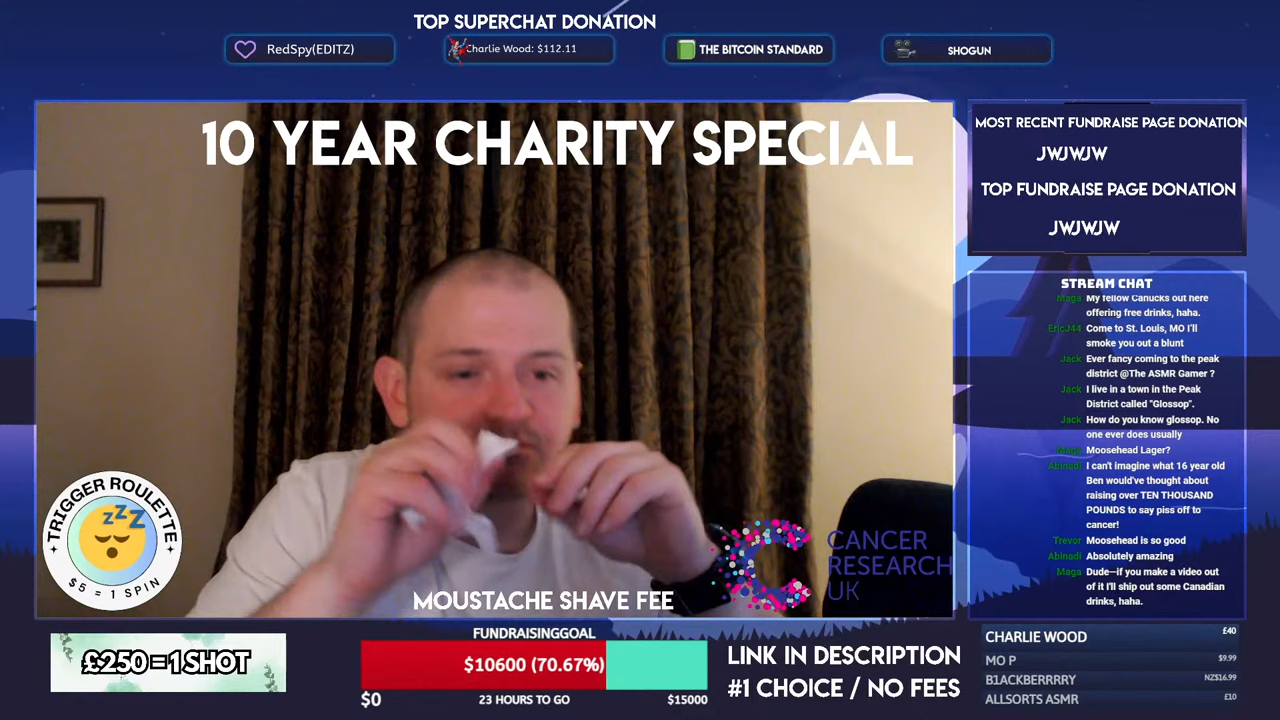 TOP SUPERCHAT DONATION
RedSpy(EDITZ)
Charlie Wood: $112.11
THE BITCOIN STANDARD
SHOGUN
10 YEAR CHARITY SPECIAL
MOST RECENT FUNDRAISE PAGE DONATION
JWJWJW
TOP FUNDRAISE PAGE DONATION
JWJWJW
STREAM CHAT
Maga My fellow Canucks out here
offering free drinks, haha.
EricJ44 Come to St. Louis, MO I'll
smoke you out a blunt
Jack Ever fancy coming to the peak
district @The ASMR Gamer ?
Jack I live in a town in the Peak
District called "Glossop".
Jack How do you know glossop. No
one ever does usually
Maga Moosehead Lager?
Abinadi I can't imagine what 16 year old
Ben would've thought about
raising over TEN THOUSAND
POUNDS to say piss off to
cancer!
Trevor Moosehead is so good
Abinadi Absolutely amazing
Maga Dude—if you make a video out
of it I'll ship out some Canadian
drinks, haha.
TRIGGER ROULETTE
ZZZ
$5 = 1 SPIN
CANCER
RESEARCH
UK
MOUSTACHE SHAVE FEE
£250 = 1 SHOT
FUNDRAISINGGOAL
$10600 (70.67%)
$0
23 HOURS TO GO
$15000
LINK IN DESCRIPTION
#1 CHOICE / NO FEES
CHARLIE WOOD £40
MO P $9.99
B1ACKBERRRRY NZ$16.99
ALLSORTS ASMR £10